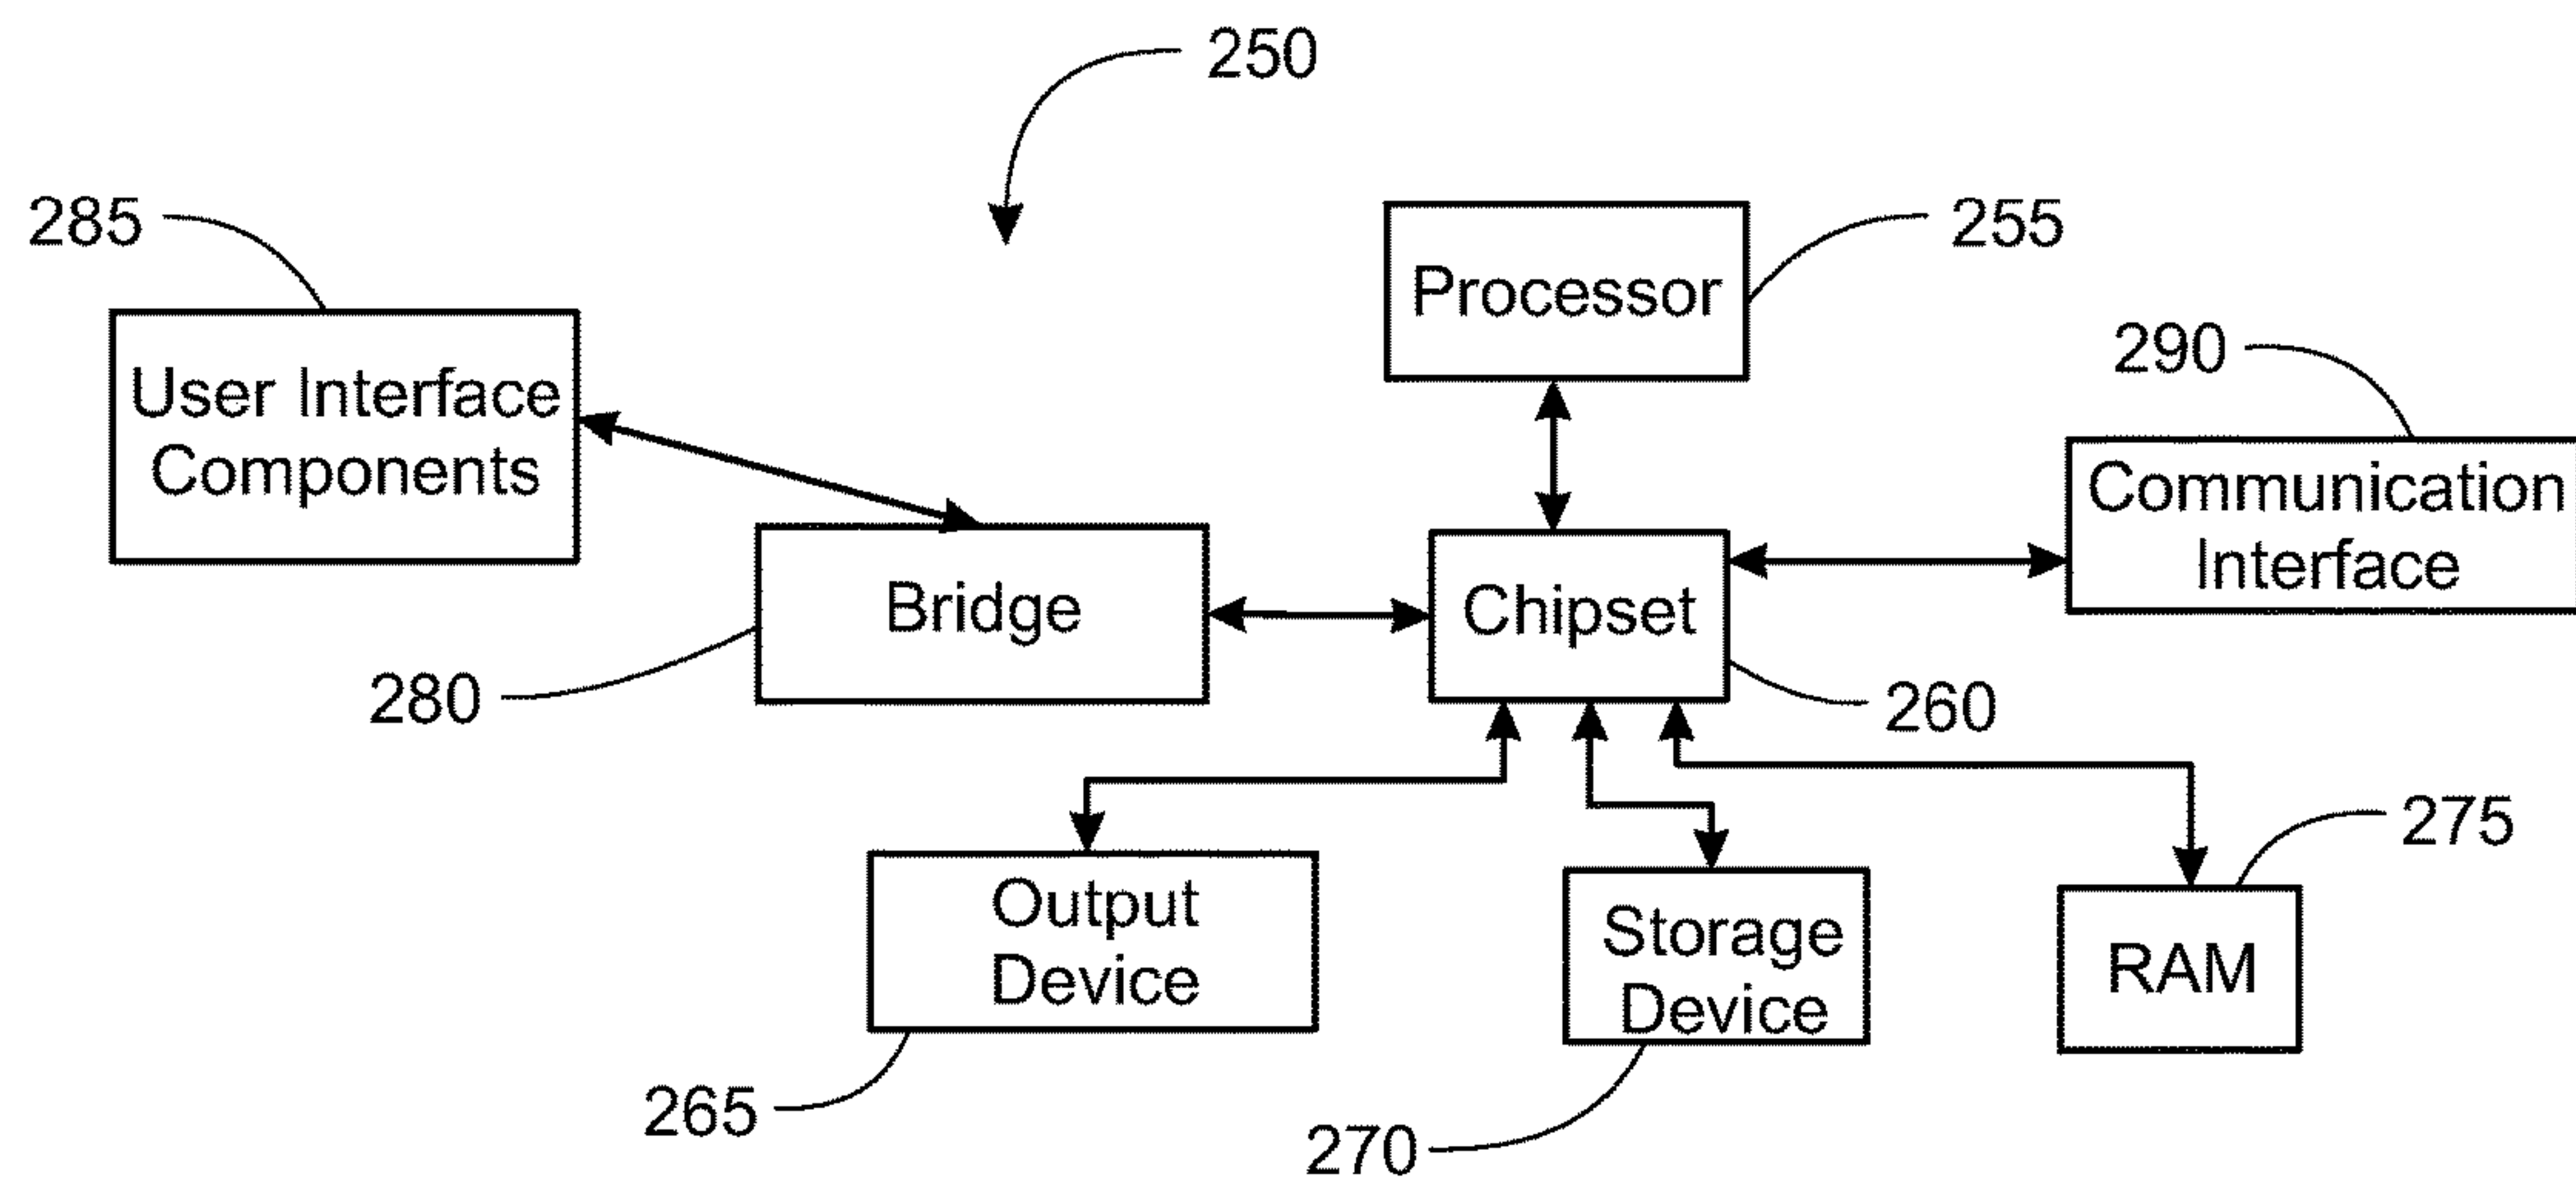 250
285
255
Processor
290
User Interface
Components
Communication
Interface
Bridge
Chipset
280
260
275
Output
Device
Storage
Device
RAM
265
270